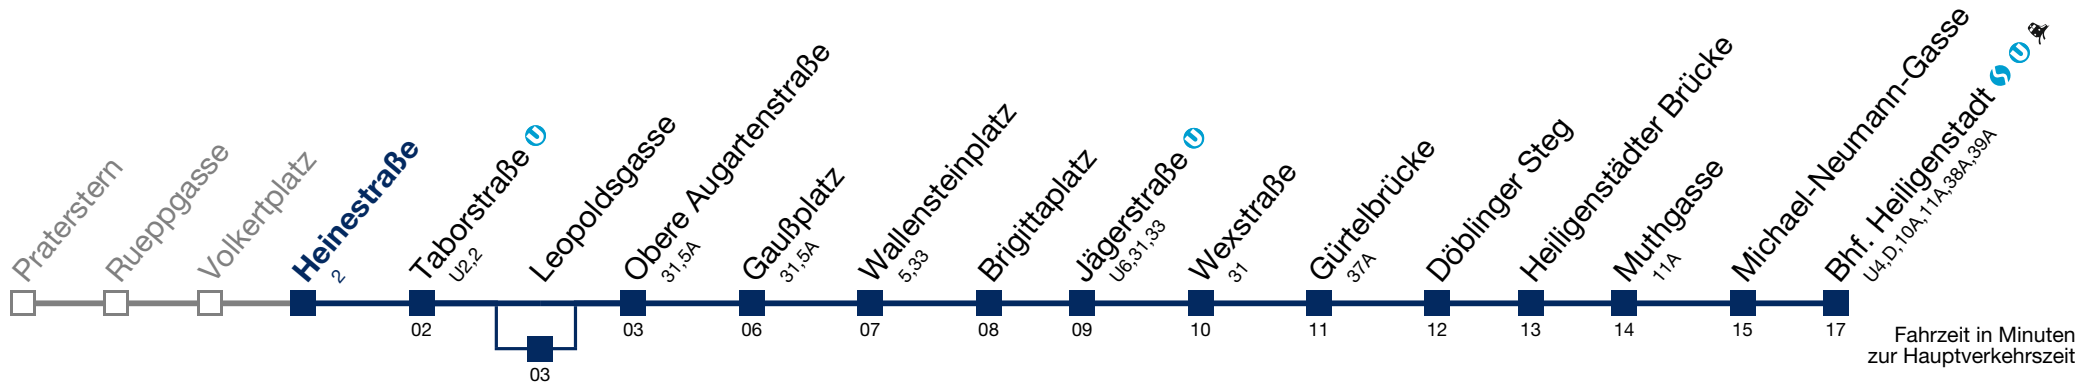 Praterstern
Rueppgasse
Volkertplatz
Heinestraße
2
Taborstraße U
U2,2
02
Leopoldsgasse
03
Obere Augartenstraße
31,5A
03
Gaußplatz
31,5A
06
Wallensteinplatz
5,33
07
Brigittaplatz
08
Jägerstraße U
U6,31,33
09
Wexstraße
31
10
Gürtelbrücke
37A
11
Döblinger Steg
12
Heiligenstädter Brücke
13
Muthgasse
11A
14
Michael-Neumann-Gasse
15
Bhf. Heiligenstadt S U
U4,D,10A,11A,38A,39A
17
Fahrzeit in Minuten
zur Hauptverkehrszeit